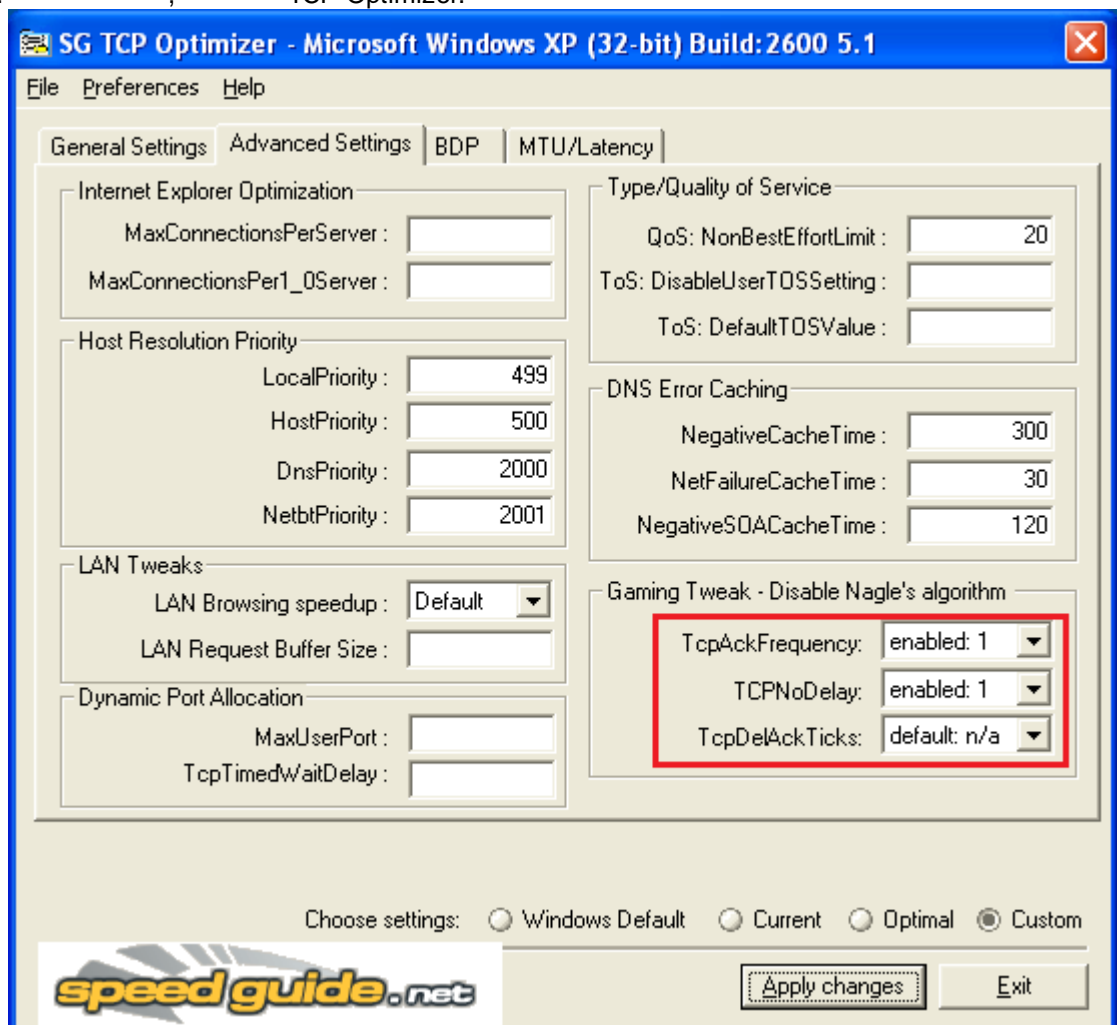 TCP Optimizer.
SG TCP Optimizer - Microsoft Windows XP (32-bit) Build:2600 5.1
File Preferences Help
General Settings Advanced Settings BDP MTU/Latency
Internet Explorer Optimization
MaxConnectionsPerServer :
MaxConnectionsPer1_0Server :
Host Resolution Priority
LocalPriority : 499
HostPriority : 500
DnsPriority : 2000
NetbtPriority : 2001
LAN Tweaks
LAN Browsing speedup : Default
LAN Request Buffer Size :
Dynamic Port Allocation
MaxUserPort :
TcpTimedWaitDelay :
Type/Quality of Service
QoS: NonBestEffortLimit : 20
ToS: DisableUserTOSSetting :
ToS: DefaultTOSValue :
DNS Error Caching
NegativeCacheTime : 300
NetFailureCacheTime : 30
NegativeSOACacheTime : 120
Gaming Tweak - Disable Nagle's algorithm
TcpAckFrequency: enabled: 1
TCPNoDelay: enabled: 1
TcpDelAckTicks: default: n/a
Choose settings: Windows Default Current Optimal Custom
speedguide.net
Apply changes Exit